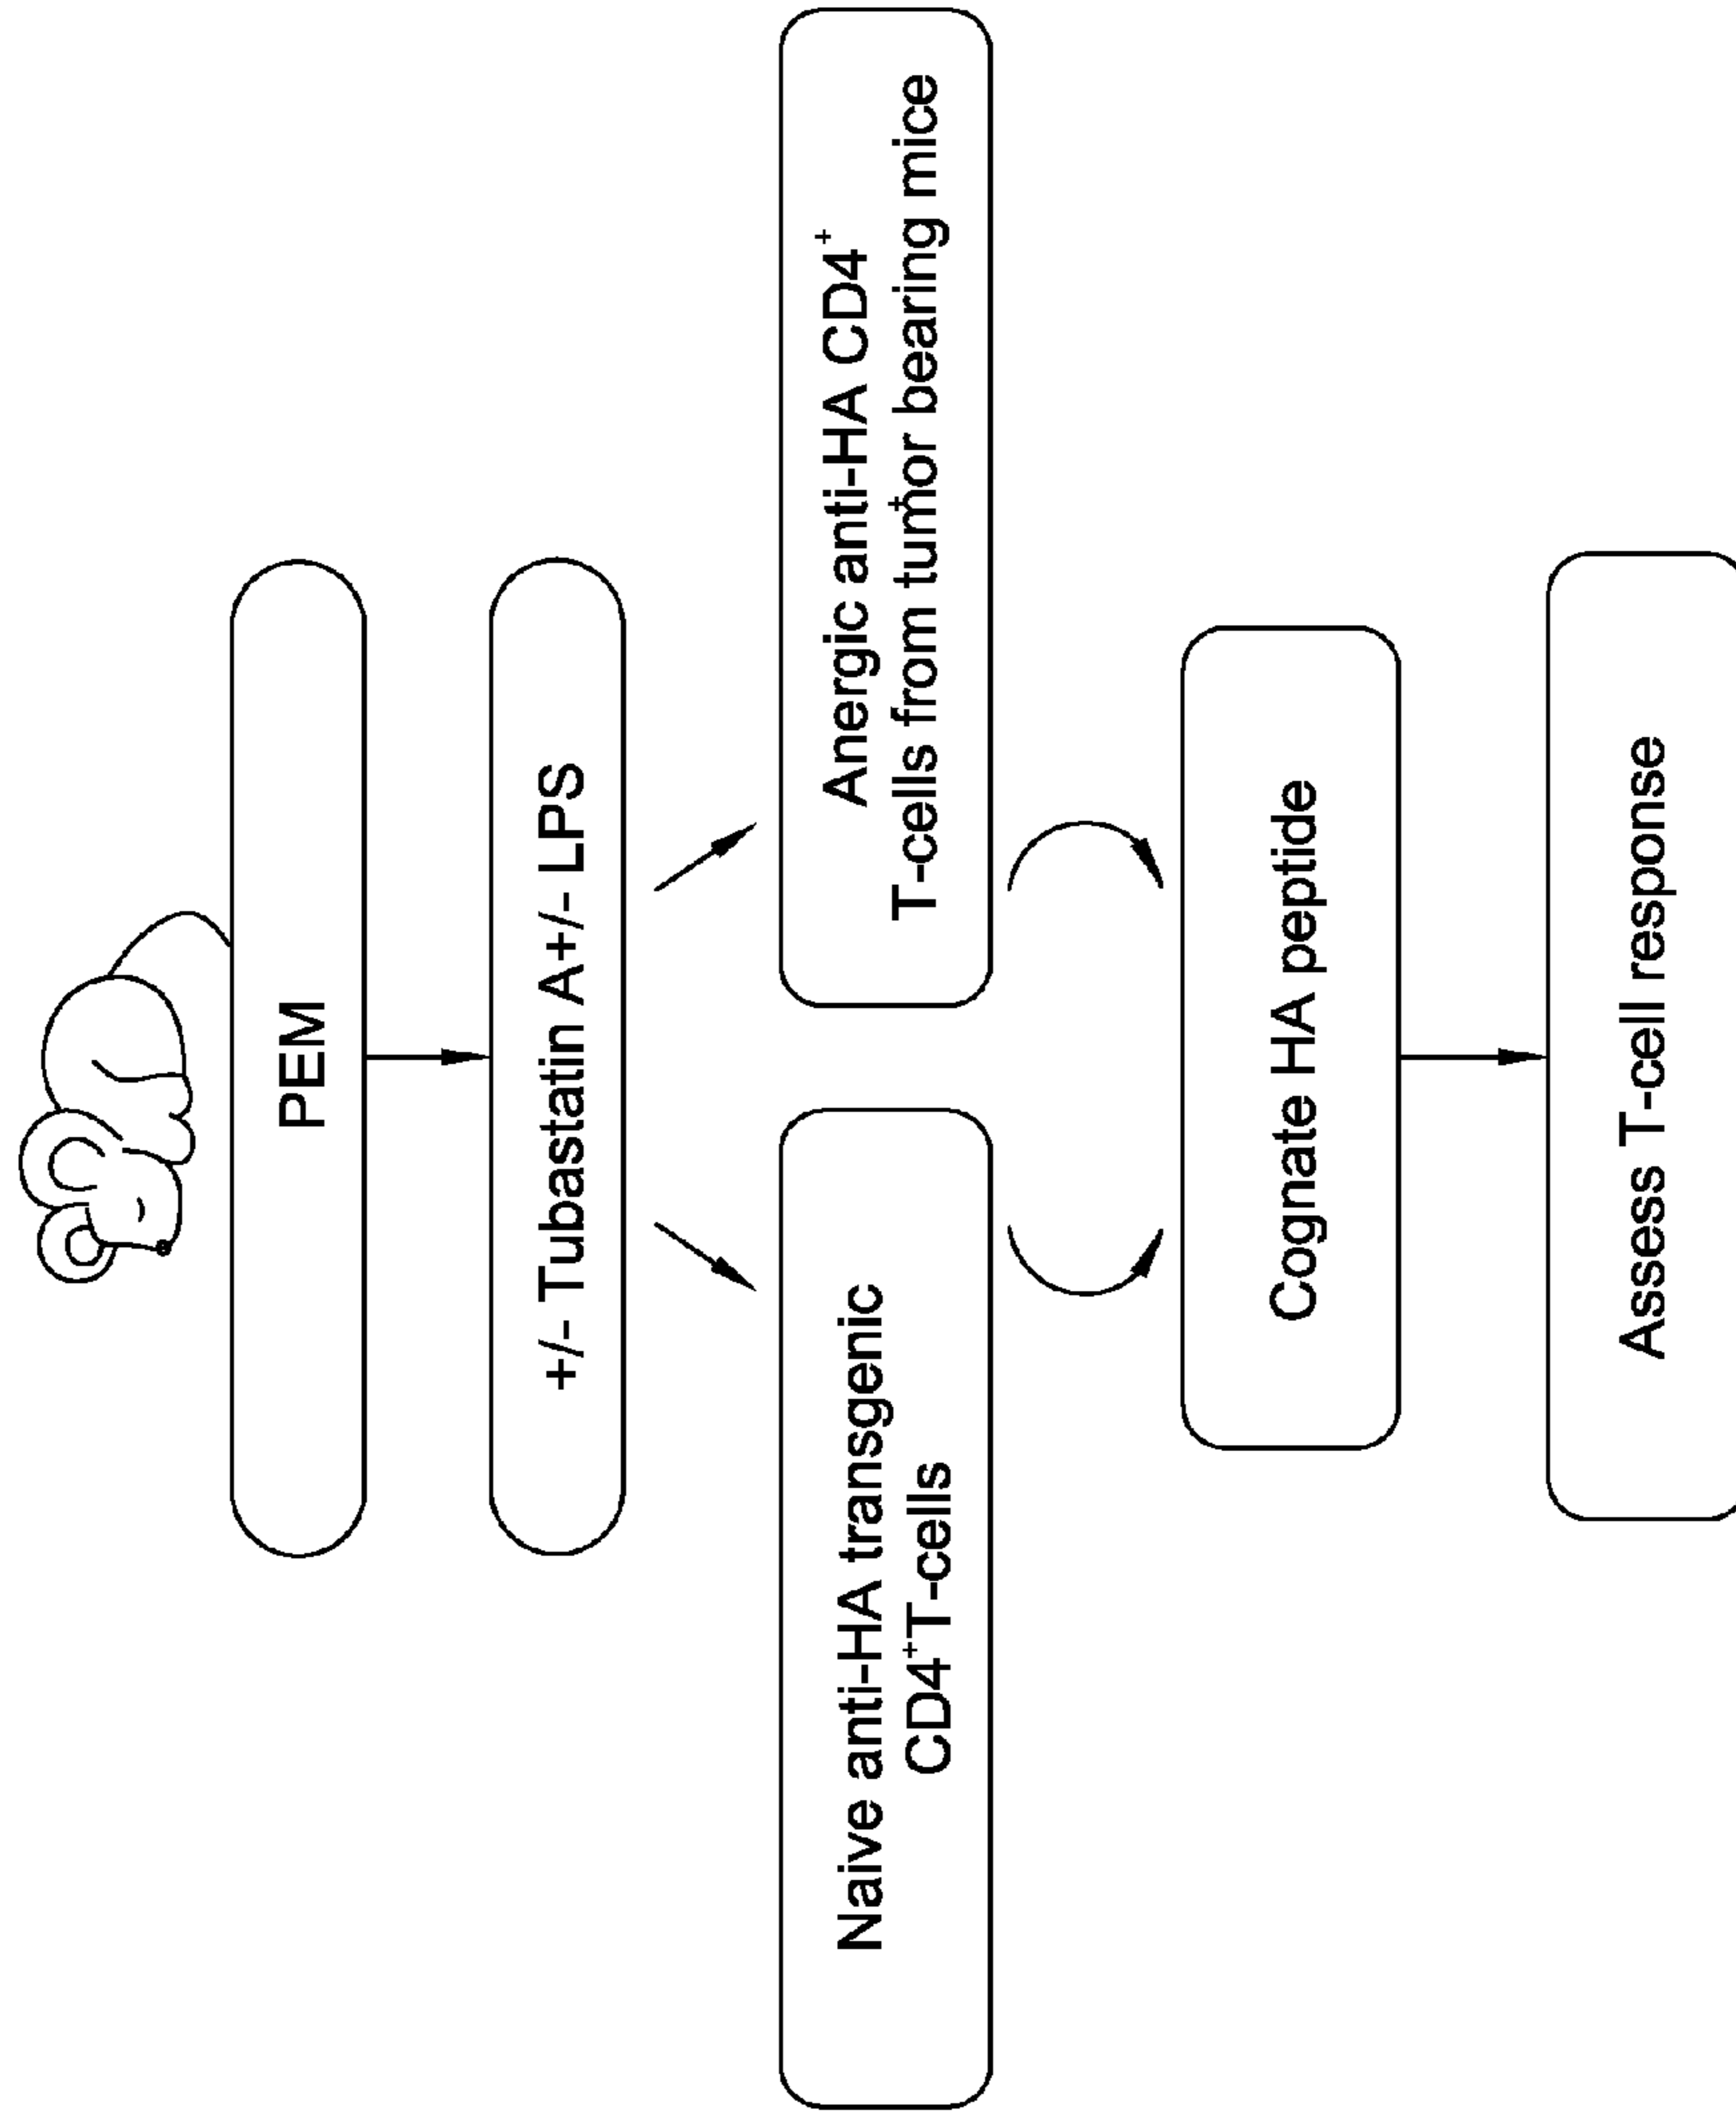 PEM
+/- Tubastatin A+/- LPS
Naive anti-HA transgenic
CD4⁺T-cells
Anergic anti-HA CD4⁺
T-cells from tumor bearing mice
Cognate HA peptide
Assess T-cell response